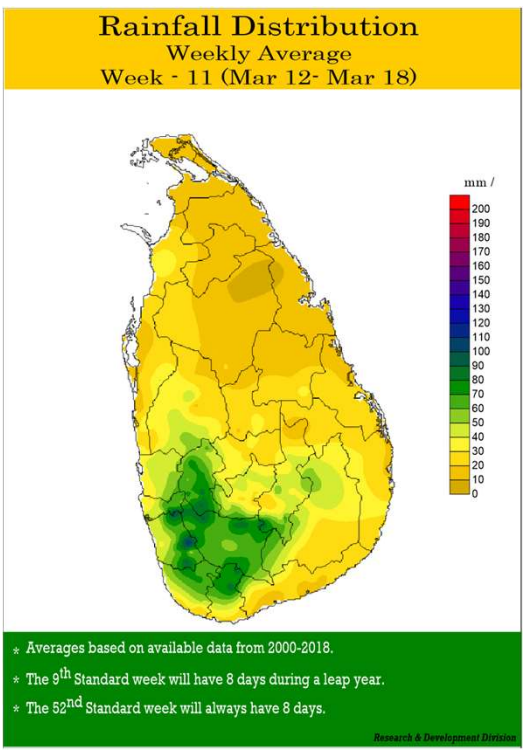 Rainfall Distribution
Weekly Average
Week - 11 (Mar 12- Mar 18)
mm /
200
190
180
170
160
150
140
130
120
110
100
90
80
70
60
50
40
30
20
10
0
* Averages based on available data from 2000-2018.
* The 9th Standard week will have 8 days during a leap year.
* The 52nd Standard week will always have 8 days.
Research & Development Division